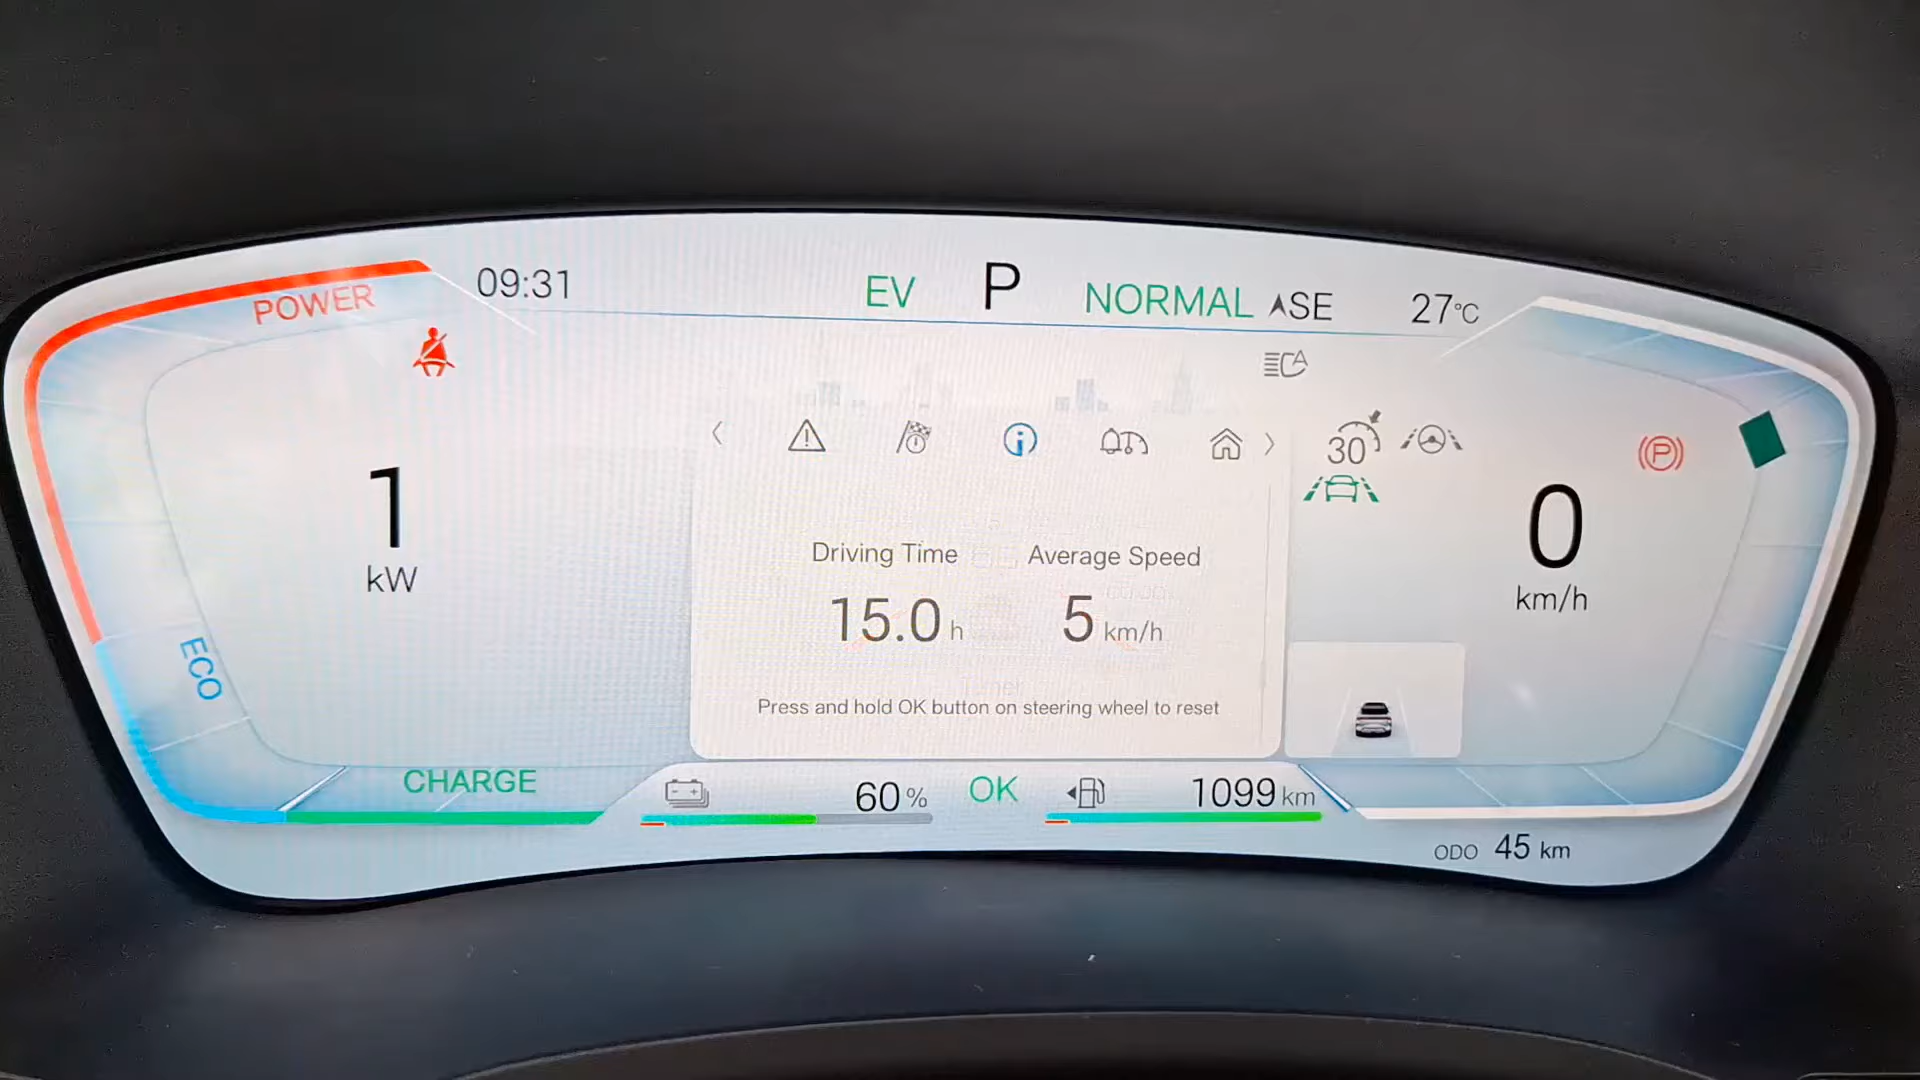 09:31
EV
P
NORMAL
SE
27°C
POWER
30
P
1
kW
0
km/h
Driving Time
Average Speed
15.0 h
5 km/h
Press and hold OK button on steering wheel to reset
ECO
CHARGE
60 %
OK
1099 km
ODO 45 km